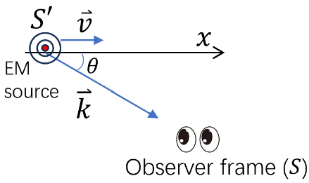 S′
v⃗
x
EM
source
θ
k⃗
Observer frame (S)